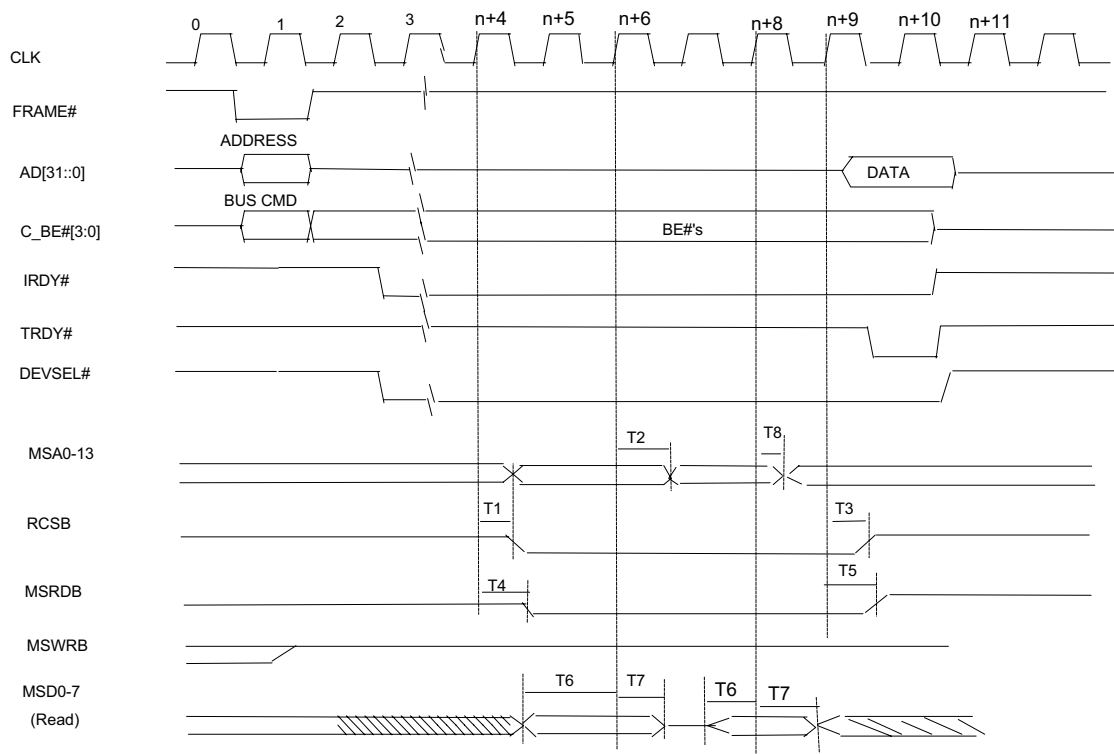 0 1 2 3 n+4 n+5 n+6 n+8 n+9 n+10 n+11
CLK
FRAME#
ADDRESS
AD[31::0] DATA
BUS CMD
C_BE#[3:0] BE#'s
IRDY#
TRDY#
DEVSEL#
T2 T8
MSA0-13
T1 T3
RCSB
T4 T5
MSRDB
MSWRB
T6 T7 T6 T7
MSD0-7
(Read)